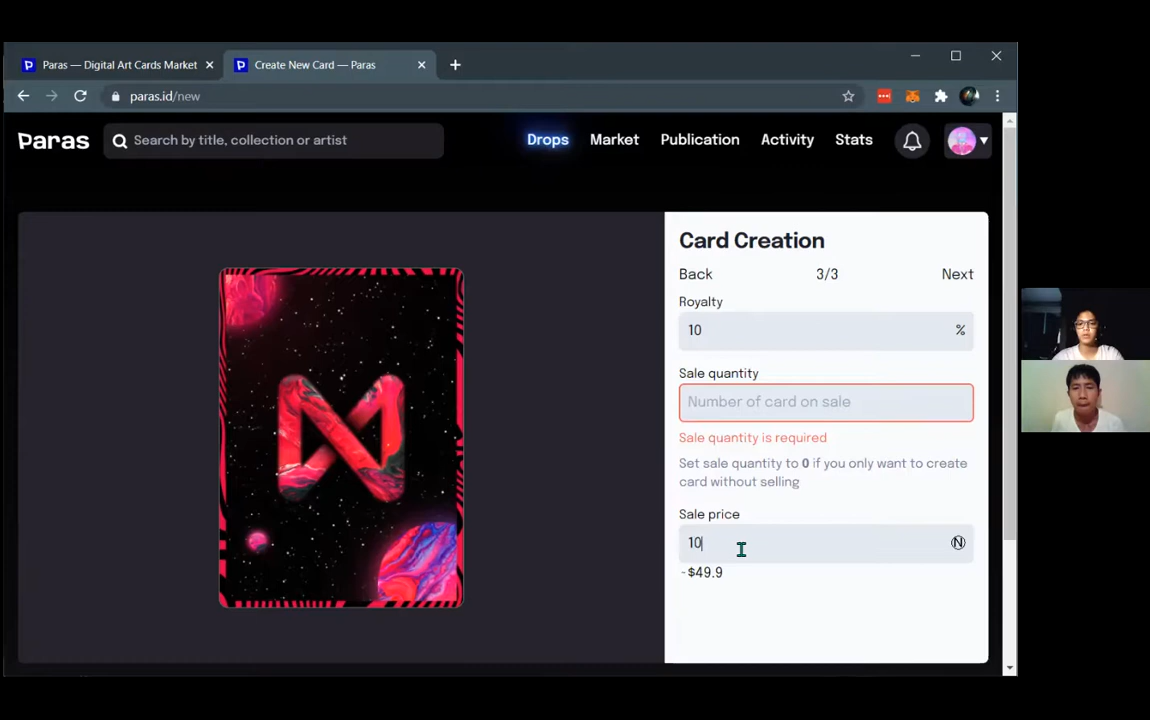 Paras — Digital Art Cards Market
Create New Card — Paras
paras.id/new
Paras
Search by title, collection or artist
Drops
Market
Publication
Activity
Stats
Card Creation
Back
3/3
Next
Royalty
10
%
Sale quantity
Number of card on sale
Sale quantity is required
Set sale quantity to 0 if you only want to create
card without selling
Sale price
10
~$49.9